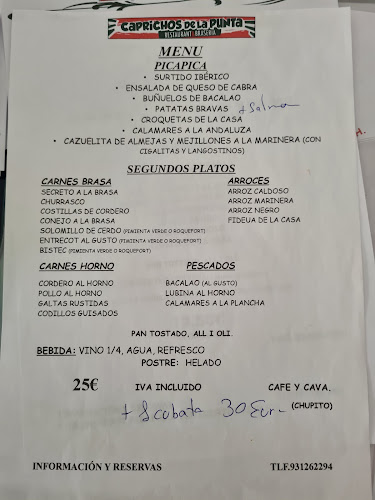 CAPRICHOS DE LA PUNTA
RESTAURANT BRASERIA
MENU
PICAPICA
• SURTIDO IBÉRICO
• ENSALADA DE QUESO DE CABRA
• BUÑUELOS DE BACALAO
• PATATAS BRAVAS + Salmon
• CROQUETAS DE LA CASA
• CALAMARES A LA ANDALUZA
• CAZUELITA DE ALMEJAS Y MEJILLONES A LA MARINERA (CON
CIGALITAS Y LANGOSTINOS)
SEGUNDOS PLATOS
CARNES BRASA
SECRETO A LA BRASA
CHURRASCO
COSTILLAS DE CORDERO
CONEJO A LA BRASA
SOLOMILLO DE CERDO (PIMIENTA VERDE O ROQUEFORT)
ENTRECOT AL GUSTO (PIMIENTA VERDE O ROQUEFORT)
BISTEC (PIMIENTA VERDE O ROQUEFORT)
ARROCES
ARROZ CALDOSO
ARROZ MARINERA
ARROZ NEGRO
FIDEUA DE LA CASA
CARNES HORNO
CORDERO AL HORNO
POLLO AL HORNO
GALTAS RUSTIDAS
CODILLOS GUISADOS
PESCADOS
BACALAO (AL GUSTO)
LUBINA AL HORNO
CALAMARES A LA PLANCHA
PAN TOSTADO, ALL I OLI.
BEBIDA: VINO 1/4, AGUA, REFRESCO
POSTRE: HELADO
25€ IVA INCLUIDO CAFE Y CAVA.
(CHUPITO)
+ 30 Eur-
INFORMACIÓN Y RESERVAS TLF.931262294